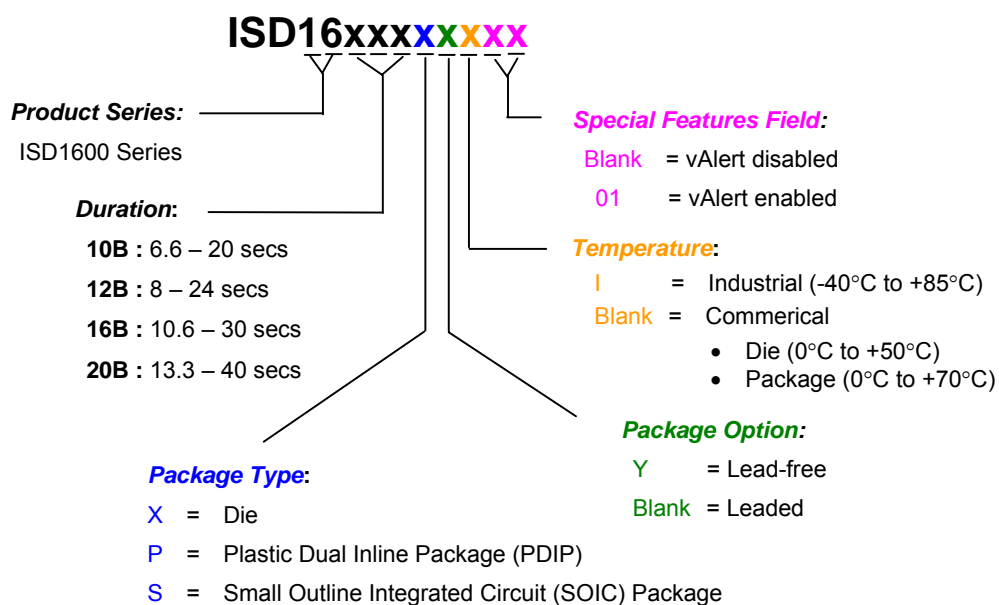 ISD16xxxxxxxx
Product Series:
ISD1600 Series
Duration:
10B : 6.6 – 20 secs
12B : 8 – 24 secs
16B : 10.6 – 30 secs
20B : 13.3 – 40 secs
Special Features Field:
Blank = vAlert disabled
01 = vAlert enabled
Temperature:
I = Industrial (-40°C to +85°C)
Blank = Commerical
• Die (0°C to +50°C)
• Package (0°C to +70°C)
Package Option:
Y = Lead-free
Blank = Leaded
Package Type:
X = Die
P = Plastic Dual Inline Package (PDIP)
S = Small Outline Integrated Circuit (SOIC) Package